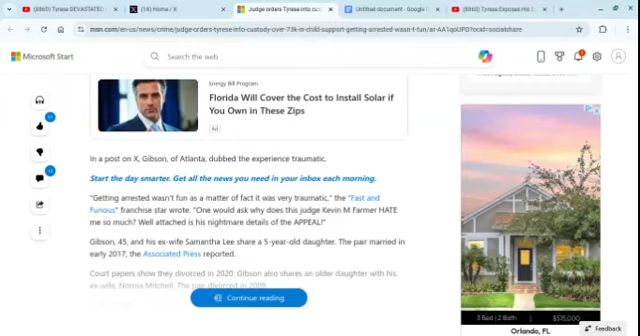 (8860) Tyrese DEVASTATED
(16) Home / X
Judge orders Tyrese into cus
Untitled document - Google
(8860) Tyrese Exposes His
msn.com/en-us/news/crime/judge-orders-tyrese-into-custody-over-73k-in-child-support-getting-arrested-wasn-t-fun/ar-AA1qoUPD?ocid=socialshare
Microsoft Start
Search the web
Energy Bill Program
Florida Will Cover the Cost to Install Solar if
You Own in These Zips
Ad
In a post on X, Gibson, of Atlanta, dubbed the experience traumatic.
Start the day smarter. Get all the news you need in your inbox each morning.
"Getting arrested wasn't fun as a matter of fact it was very traumatic," the "Fast and
Furious" franchise star wrote. "One would ask why does this judge Kevin M Farmer HATE
me so much? Well attached is his nightmare details of the APPEAL!"
Gibson, 45, and his ex-wife Samantha Lee share a 5-year-old daughter. The pair married in
early 2017, the Associated Press reported.
Court papers show they divorced in 2020. Gibson also shares an older daughter with his
ex-wife, Norma Mitchell. The pair divorced in 2009.
Continue reading
3 Bed | 2 Bath
$515,000
Orlando, FL
Feedback